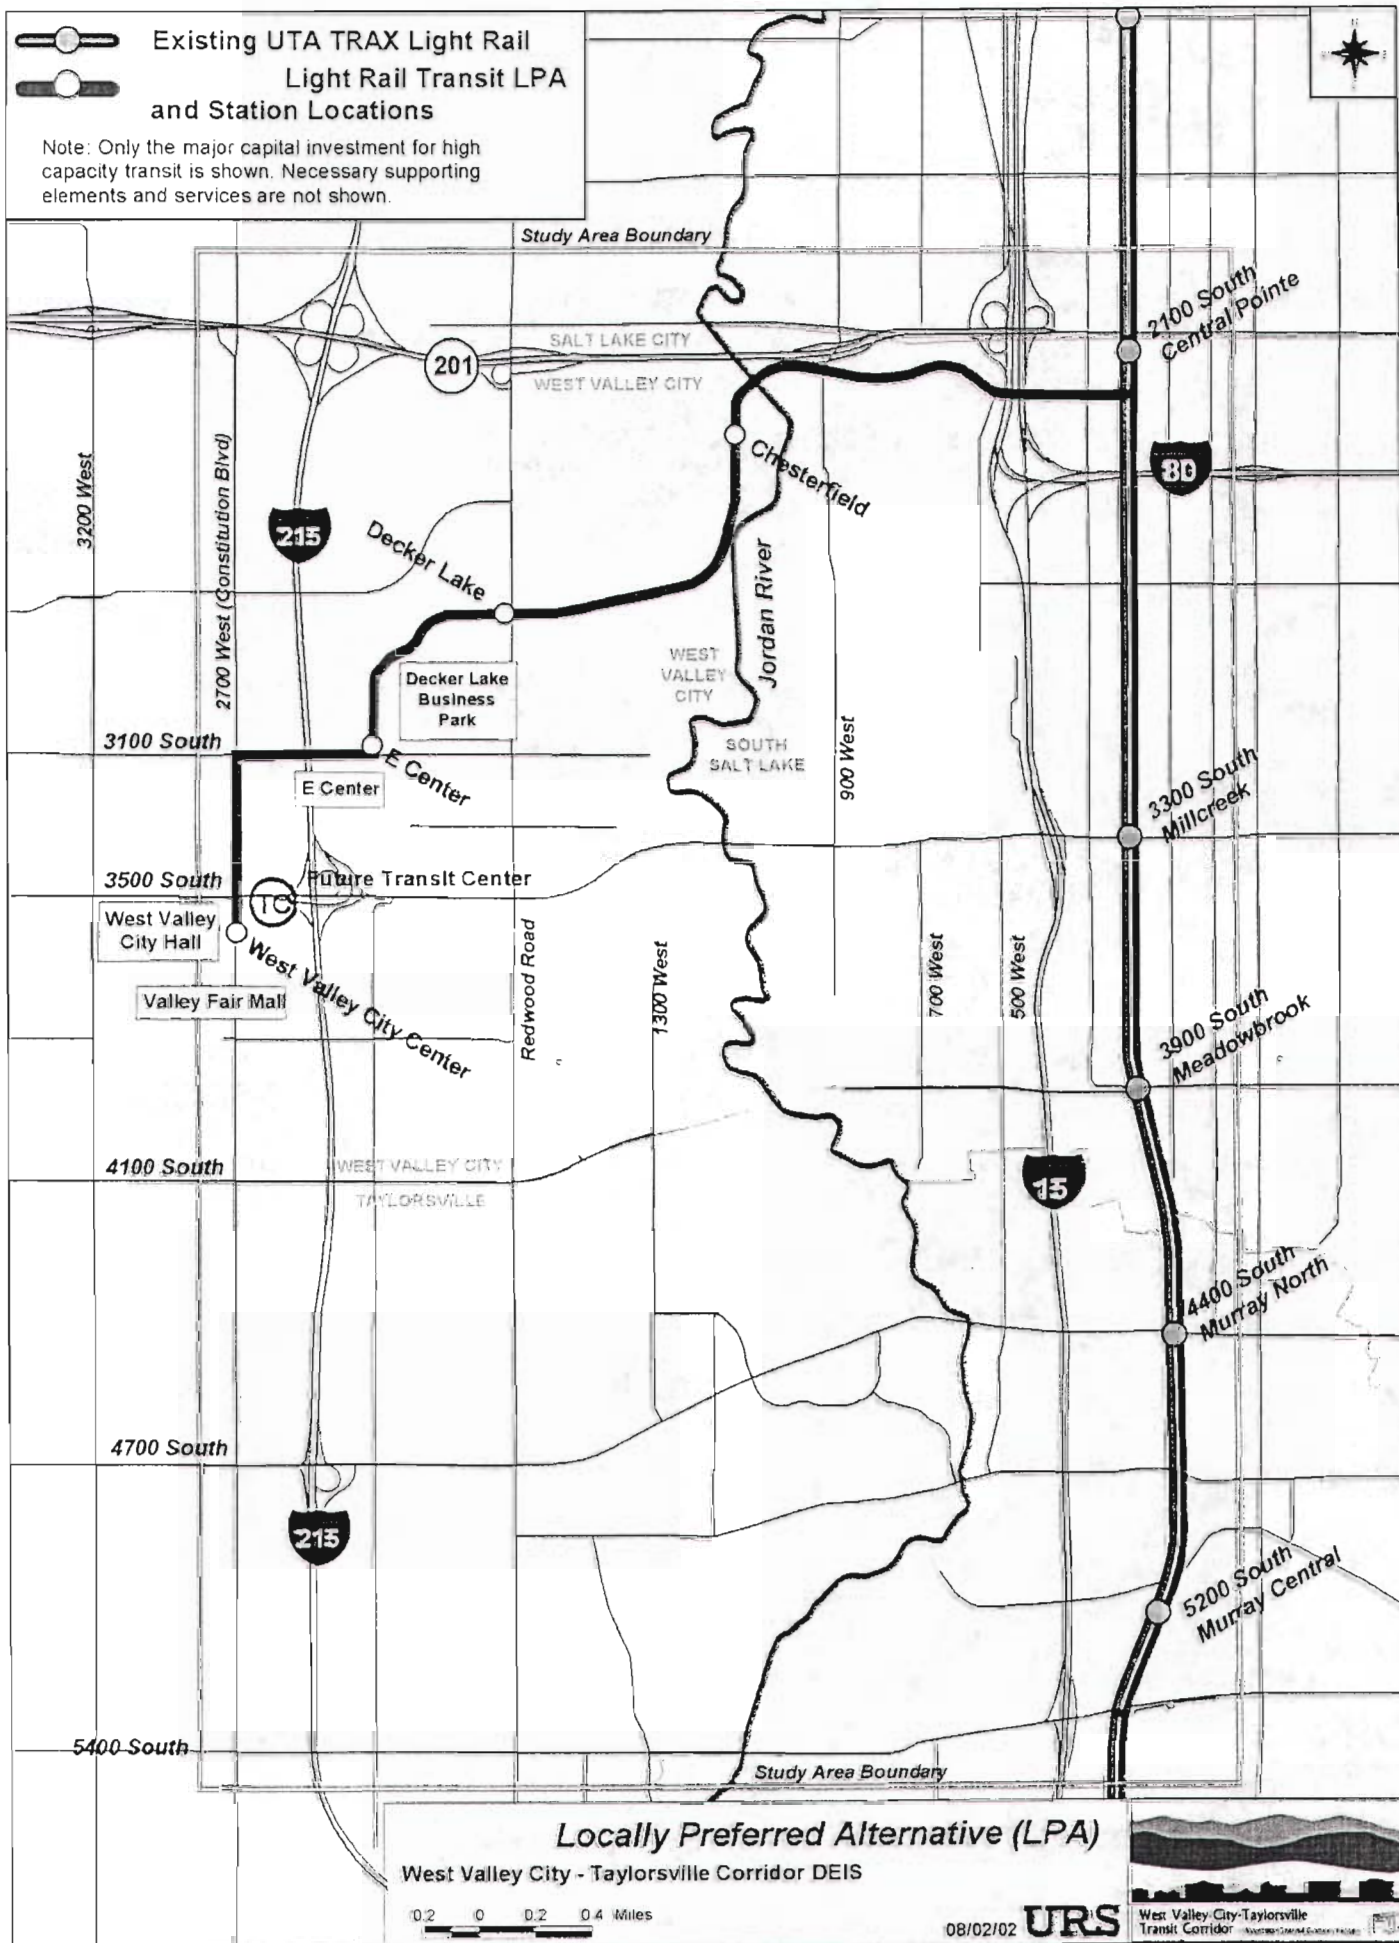 Existing UTA TRAX Light Rail
Light Rail Transit LPA
and Station Locations
Note: Only the major capital investment for high
capacity transit is shown. Necessary supporting
elements and services are not shown.
Study Area Boundary
SALT LAKE CITY
201
WEST VALLEY CITY
2100 South
Central Pointe
Chesterfield
80
3200 West
2700 West (Constitution Blvd)
215
Decker Lake
Jordan River
Decker Lake
Business
Park
WEST
VALLEY
CITY
3100 South
E Center
E Center
SOUTH
SALT LAKE
900 West
3300 South
Millcreek
3500 South
TC
Future Transit Center
West Valley
City Hall
West Valley City Center
Valley Fair Mall
Redwood Road
1300 West
700 West
500 West
3900 South
Meadowbrook
4100 South
WEST VALLEY CITY
TAYLORSVILLE
15
4400 South
Murray North
4700 South
215
5200 South
Murray Central
5400 South
Study Area Boundary
Locally Preferred Alternative (LPA)
West Valley City - Taylorsville Corridor DEIS
0.2 0 0.2 0.4 Miles
08/02/02 URS
West Valley City-Taylorsville
Transit Corridor